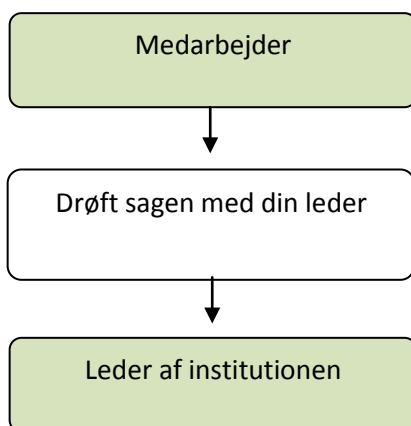 Medarbejder
Drøft sagen med din leder
Leder af institutionen